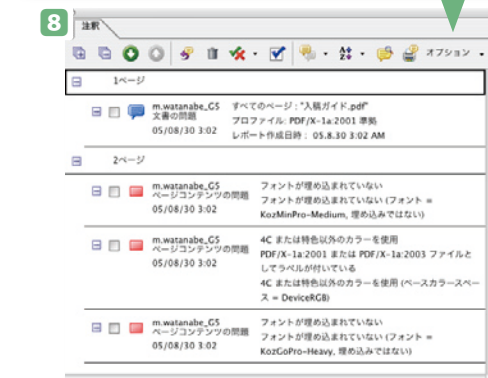 8
注釈
オプション
1ページ
m.watanabe_G5
文書の問題
05/08/30 3:02
すべてのページ : "入稿ガイド.pdf"
プロファイル: PDF/X-1a:2001 準拠
レポート作成日時 : 05.8.30 3:02 AM
2ページ
m.watanabe_G5
ページコンテンツの問題
05/08/30 3:02
フォントが埋め込まれていない
フォントが埋め込まれていない (フォント =
KozMinPro-Medium, 埋め込みではない)
m.watanabe_G5
ページコンテンツの問題
05/08/30 3:02
4C または特色以外のカラーを使用
PDF/X-1a:2001 または PDF/X-1a:2003 ファイルと
してラベルが付いている
4C または特色以外のカラーを使用 (ベースカラースペー
ス = DeviceRGB)
m.watanabe_G5
ページコンテンツの問題
05/08/30 3:02
フォントが埋め込まれていない
フォントが埋め込まれていない (フォント =
KozGoPro-Heavy, 埋め込みではない)